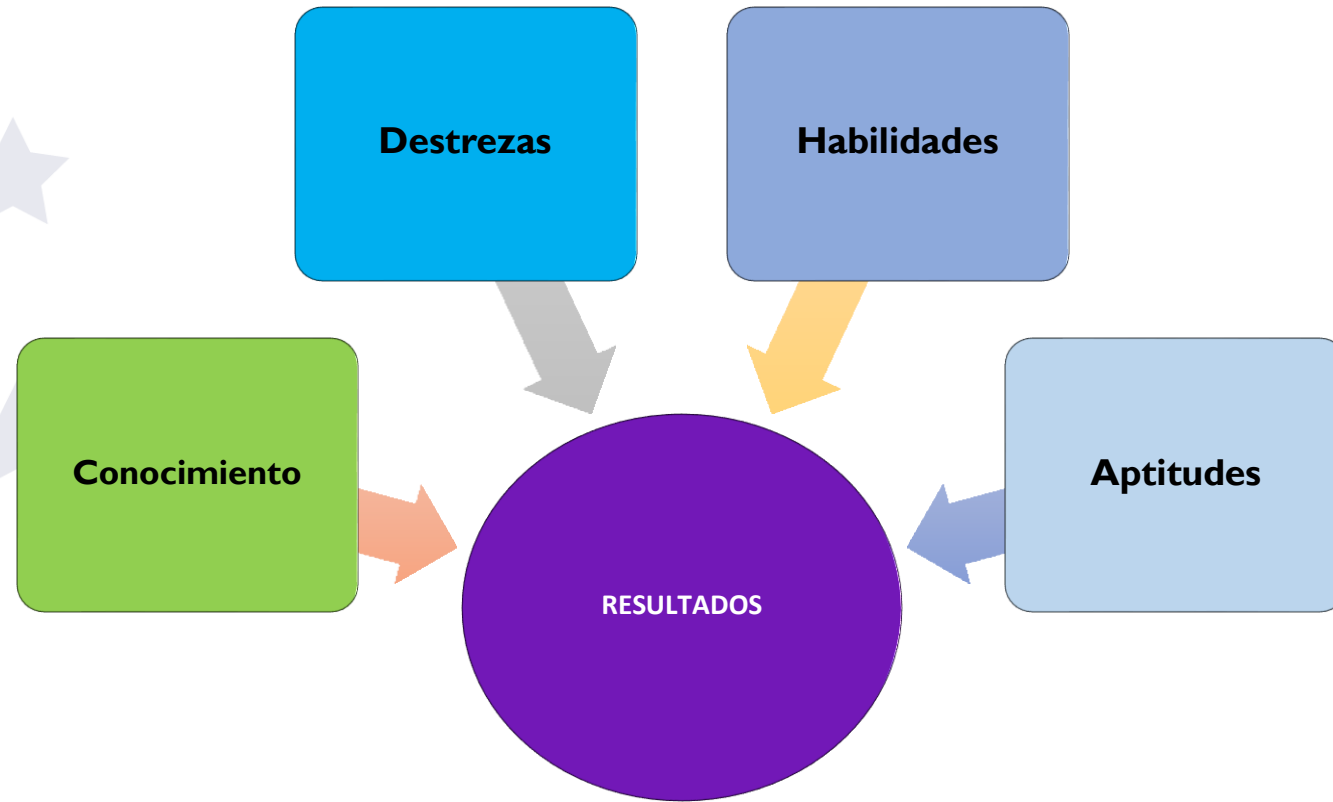 Destrezas
Habilidades
Conocimiento
Aptitudes
RESULTADOS